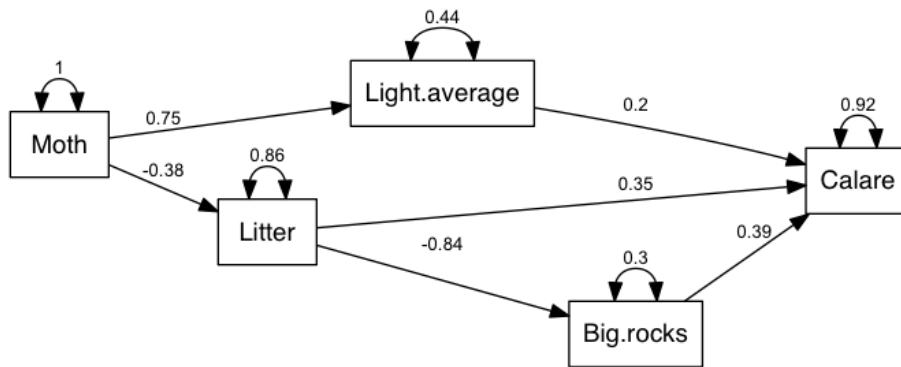 0.44
1
Light.average
0.2
0.92
0.75
Moth
0.86
-0.38
0.35
Calare
Litter
-0.84
0.39
0.3
Big.rocks